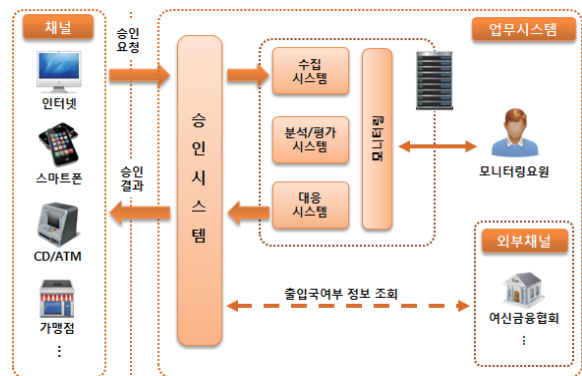 채널
승인
요청
업무시스템
인터넷
스마트폰
CD/ATM
가맹점
⋮
승인
결과
승인시스템
수집
시스템
분석/평가
시스템
대응
시스템
모니터링
모니터링요원
외부채널
여신금융협회
⋮
출입국여부 정보 조회